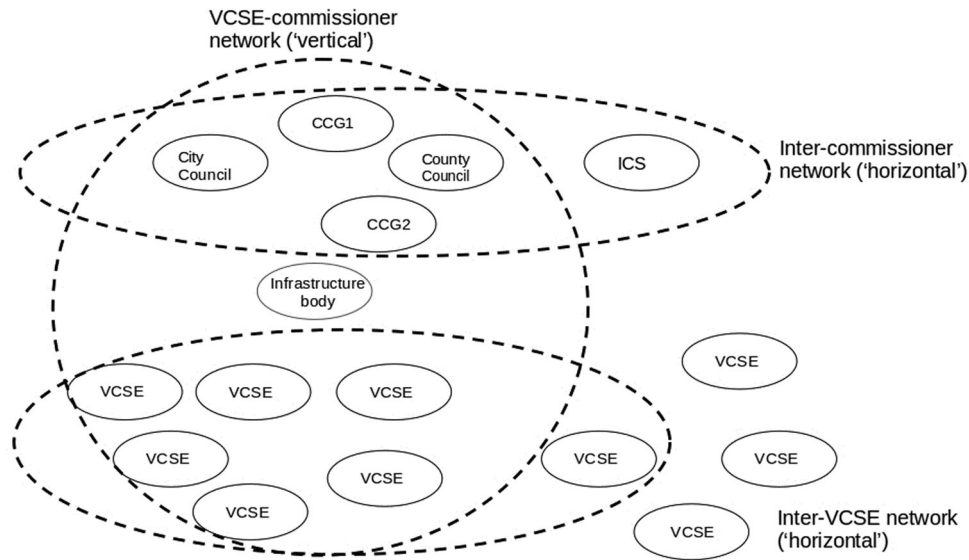 VCSE-commissioner
network (‘vertical’)
CCG1
City
Council
County
Council
ICS
Inter-commissioner
network (‘horizontal’)
CCG2
Infrastructure
body
VCSE
VCSE
VCSE
VCSE
VCSE
VCSE
VCSE
VCSE
VCSE
VCSE
VCSE
Inter-VCSE network
(‘horizontal’)